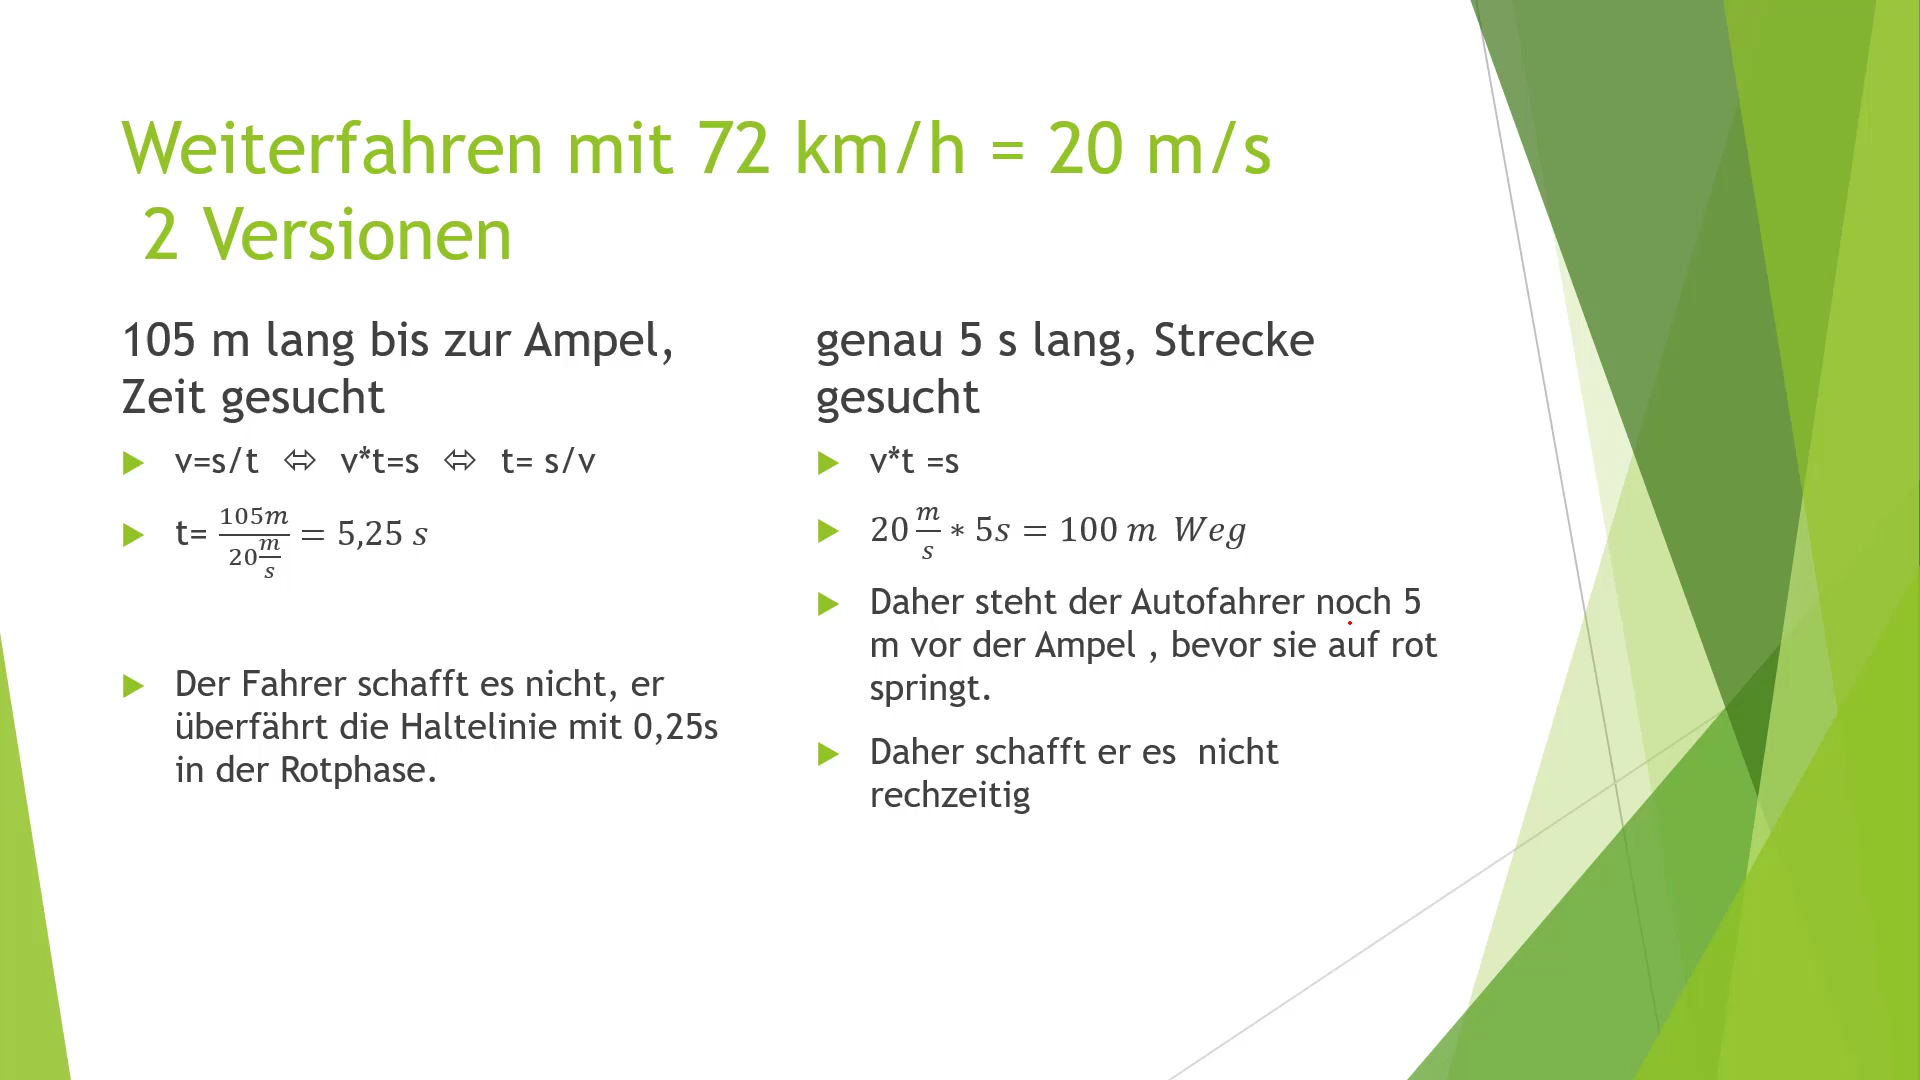 Weiterfahren mit 72 km/h = 20 m/s
2 Versionen
105 m lang bis zur Ampel,
Zeit gesucht
v=s/t ⬄ v*t=s ⬄ t= s/v
t= 105m/(20 m/s) = 5,25 s
Der Fahrer schafft es nicht, er
überfährt die Haltelinie mit 0,25s
in der Rotphase.
genau 5 s lang, Strecke
gesucht
v*t =s
20 m/s ∗ 5s = 100 m Weg
Daher steht der Autofahrer noch 5
m vor der Ampel , bevor sie auf rot
springt.
Daher schafft er es nicht
rechzeitig